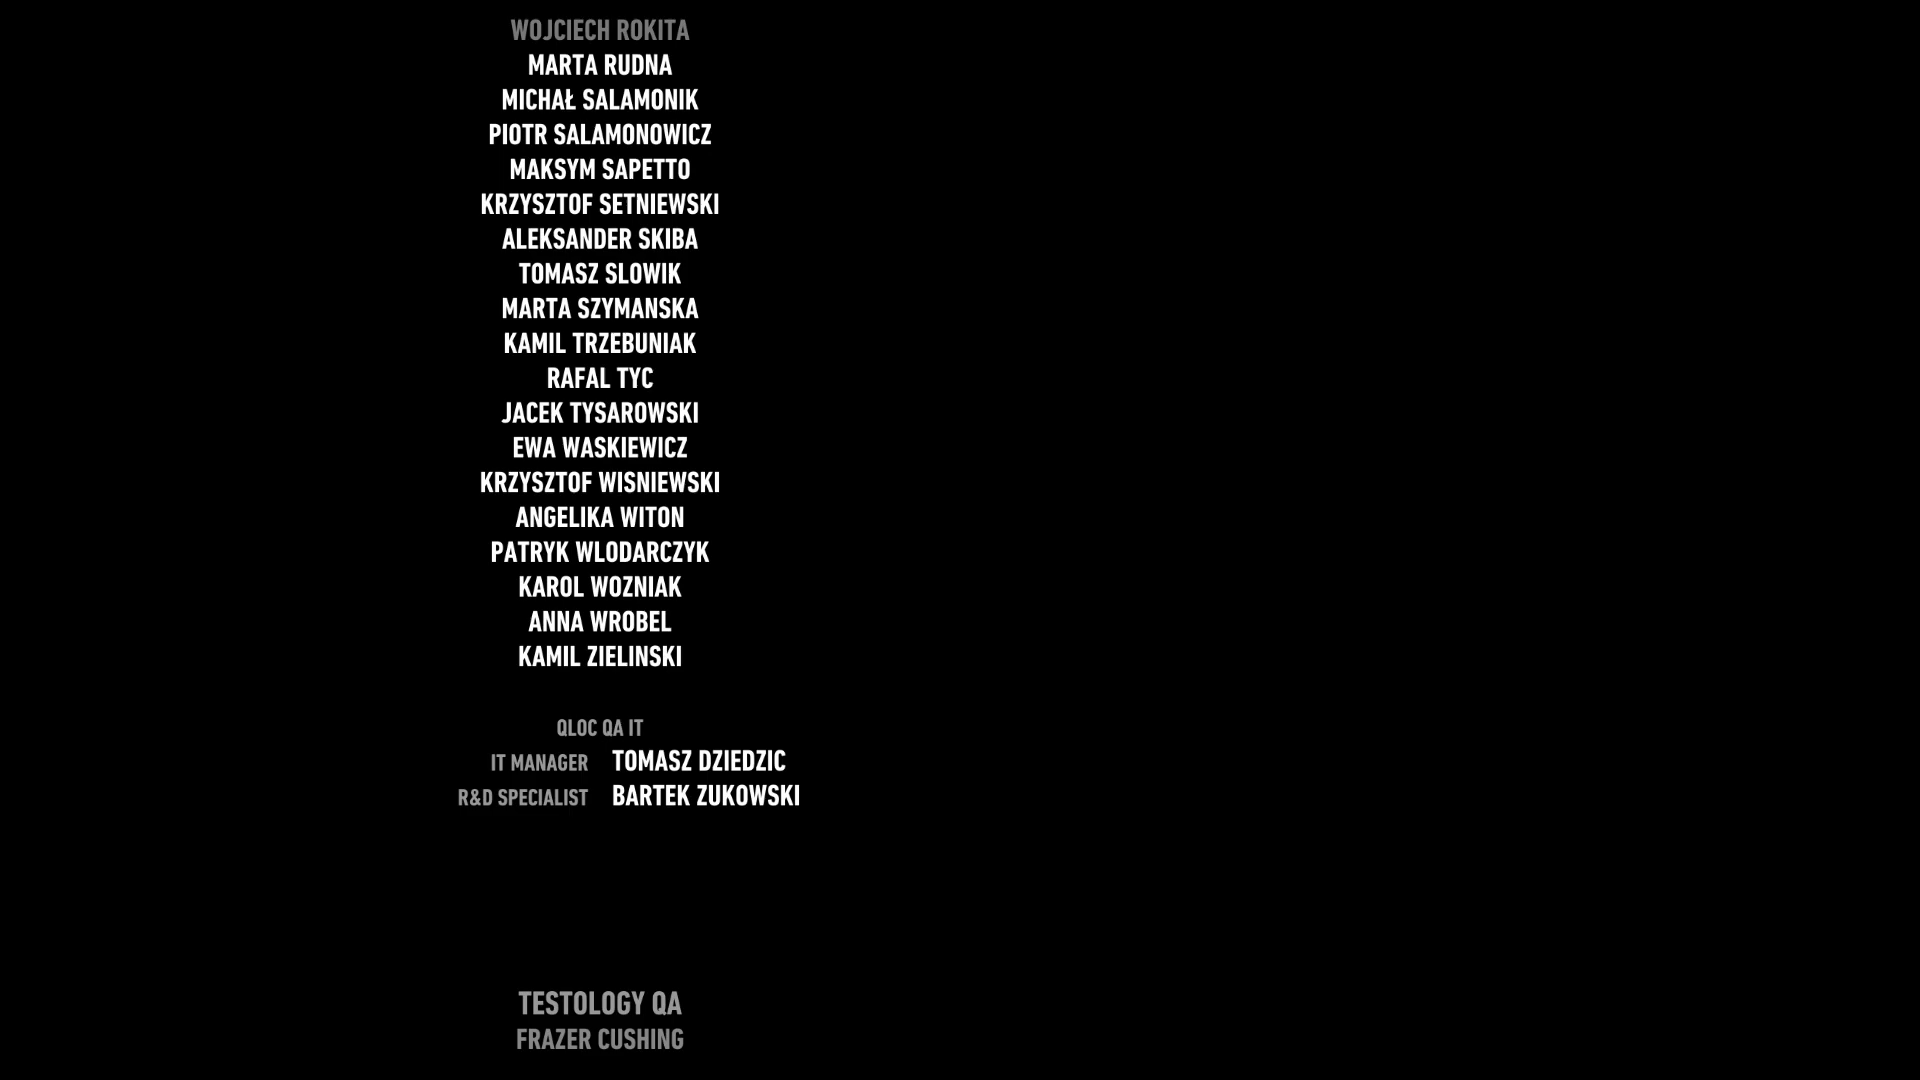 WOJCIECH ROKITA
MARTA RUDNA
MICHAŁ SALAMONIK
PIOTR SALAMONOWICZ
MAKSYM SAPETTO
KRZYSZTOF SETNIEWSKI
ALEKSANDER SKIBA
TOMASZ SLOWIK
MARTA SZYMANSKA
KAMIL TRZEBUNIAK
RAFAL TYC
JACEK TYSAROWSKI
EWA WASKIEWICZ
KRZYSZTOF WISNIEWSKI
ANGELIKA WITON
PATRYK WLODARCZYK
KAROL WOZNIAK
ANNA WROBEL
KAMIL ZIELINSKI
QLOC QA IT
IT MANAGER TOMASZ DZIEDZIC
R&D SPECIALIST BARTEK ZUKOWSKI
TESTOLOGY QA
FRAZER CUSHING